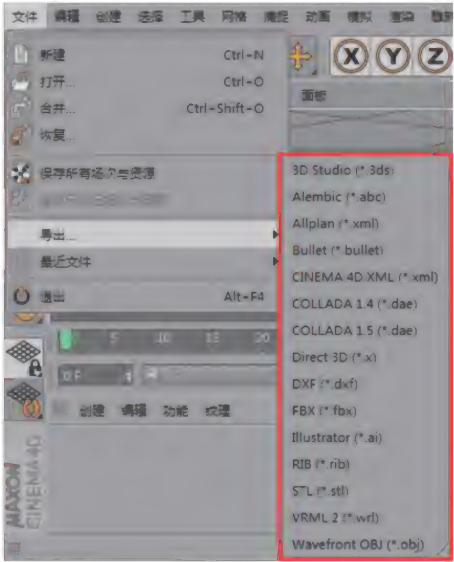 文件 编辑 创建 选择 工具 网格 捕捉 动画 模拟 渲染
新建 Ctrl-N
打开... Ctrl-O
合并... Ctrl-Shift-O
恢复...
保存所有场次与资源
导出...
最近文件
退出 Alt-F4
X Y Z
面板
3D Studio (*.3ds)
Alembic (*.abc)
Allplan (*.xml)
Bullet (*.bullet)
CINEMA 4D XML (*.xml)
COLLADA 1.4 (*.dae)
COLLADA 1.5 (*.dae)
Direct 3D (*.x)
DXF (*.dxf)
FBX (*.fbx)
Illustrator (*.ai)
RIB (*.rib)
STL (*.stl)
VRML 2 (*.wrl)
Wavefront OBJ (*.obj)
5 10 15 20
0 F
创建 编辑 功能 纹理
MAXON
CINEMA 4D